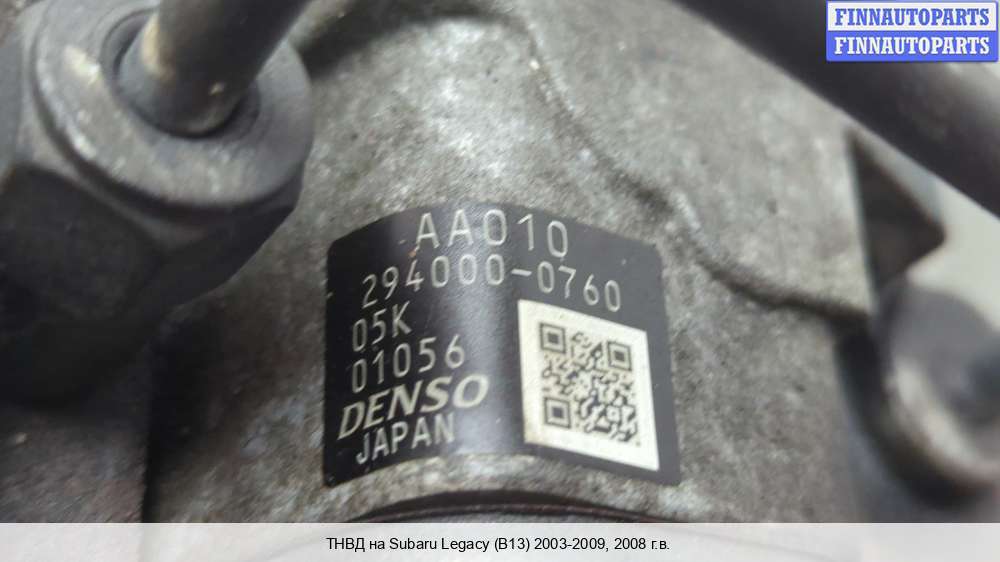 FINNAUTOPARTS
FINNAUTOPARTS
AA010
294000-0760
05K
01056
DENSO
JAPAN
ТНВД на Subaru Legacy (B13) 2003-2009, 2008 г.в.